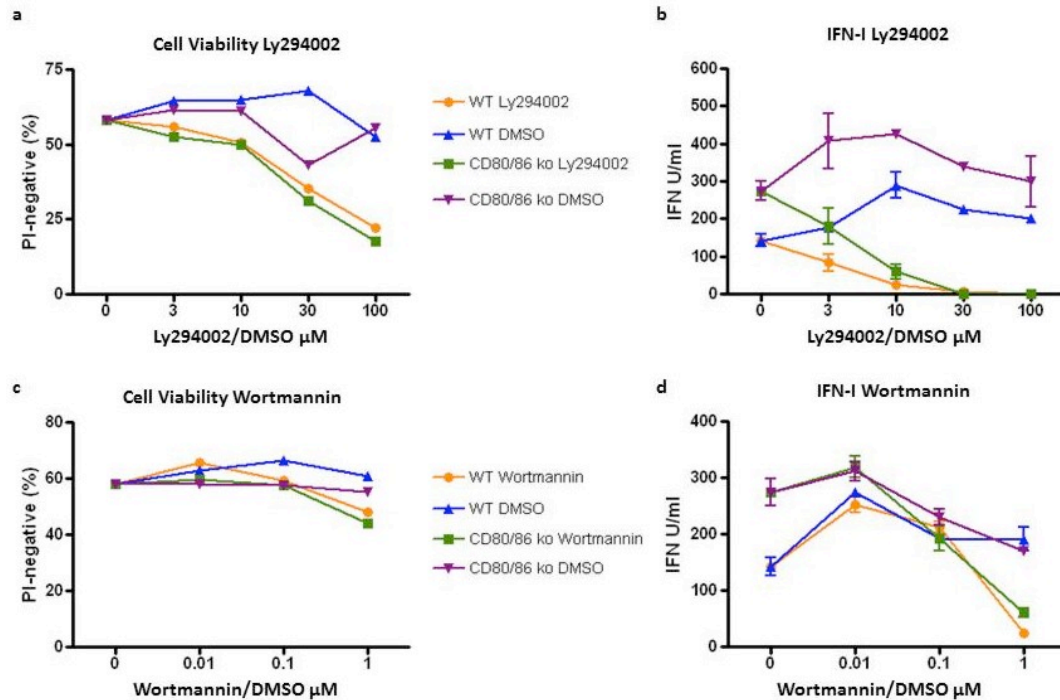 a
Cell Viability Ly294002
PI-negative (%)
75
50
25
0
0 3 10 30 100
Ly294002/DMSO μM
WT Ly294002
WT DMSO
CD80/86 ko Ly294002
CD80/86 ko DMSO
b
IFN-I Ly294002
IFN U/ml
600
500
400
300
200
100
0
0 3 10 30 100
Ly294002/DMSO μM
c
Cell Viability Wortmannin
PI-negative (%)
80
60
40
20
0
0 0.01 0.1 1
Wortmannin/DMSO μM
WT Wortmannin
WT DMSO
CD80/86 ko Wortmannin
CD80/86 ko DMSO
d
IFN-I Wortmannin
IFN U/ml
400
300
200
100
0
0 0.01 0.1 1
Wortmannin/DMSO μM